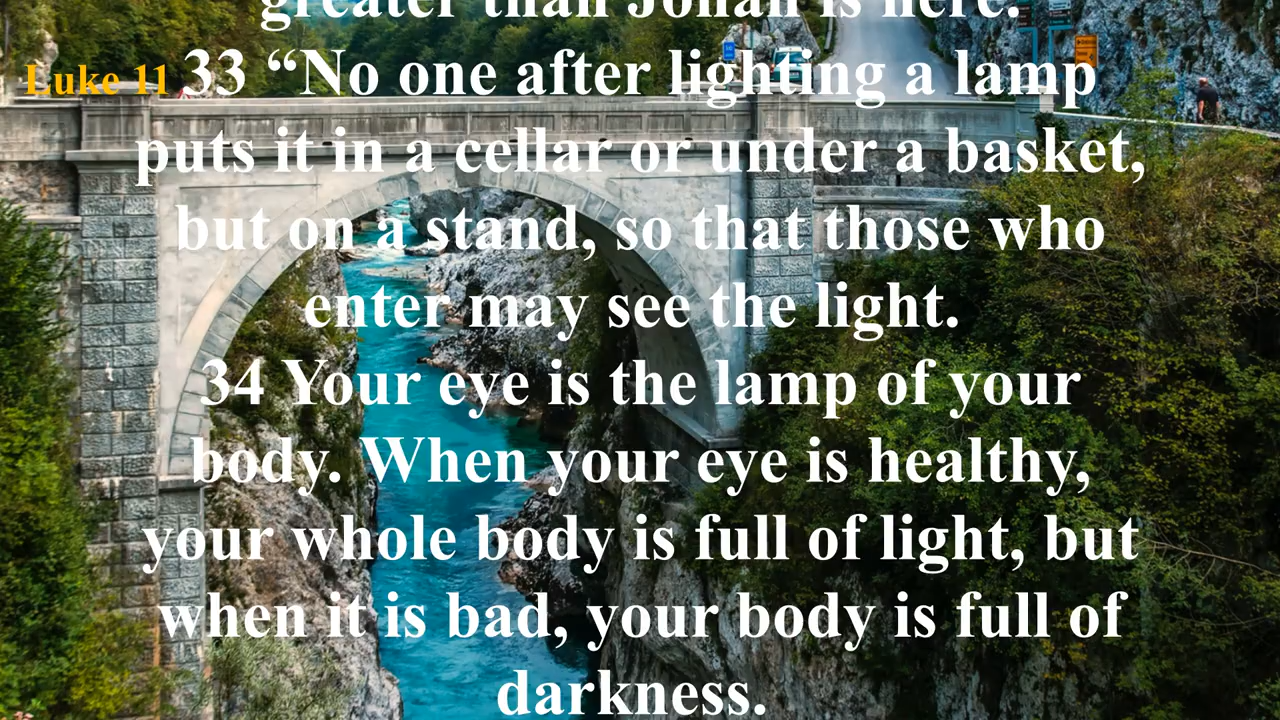 greater than Jonah is here.
Luke 11 33 “No one after lighting a lamp
puts it in a cellar or under a basket,
but on a stand, so that those who
enter may see the light.
34 Your eye is the lamp of your
body. When your eye is healthy,
your whole body is full of light, but
when it is bad, your body is full of
darkness.